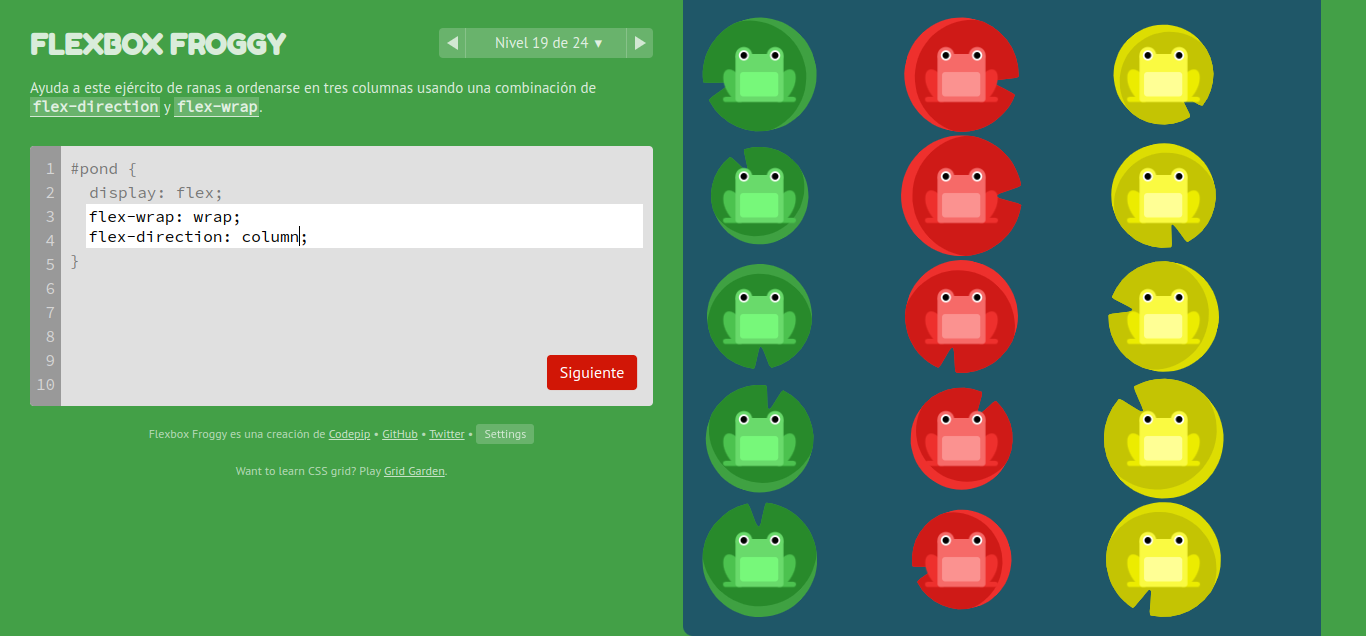 FLEXBOX FROGGY
Nivel 19 de 24 ▾
Ayuda a este ejército de ranas a ordenarse en tres columnas usando una combinación de
flex-direction y flex-wrap.
1 #pond {
2 display: flex;
3 flex-wrap: wrap;
4 flex-direction: column;
5 }
6
7
8
9
10
Siguiente
Flexbox Froggy es una creación de Codepip • GitHub • Twitter • Settings
Want to learn CSS grid? Play Grid Garden.